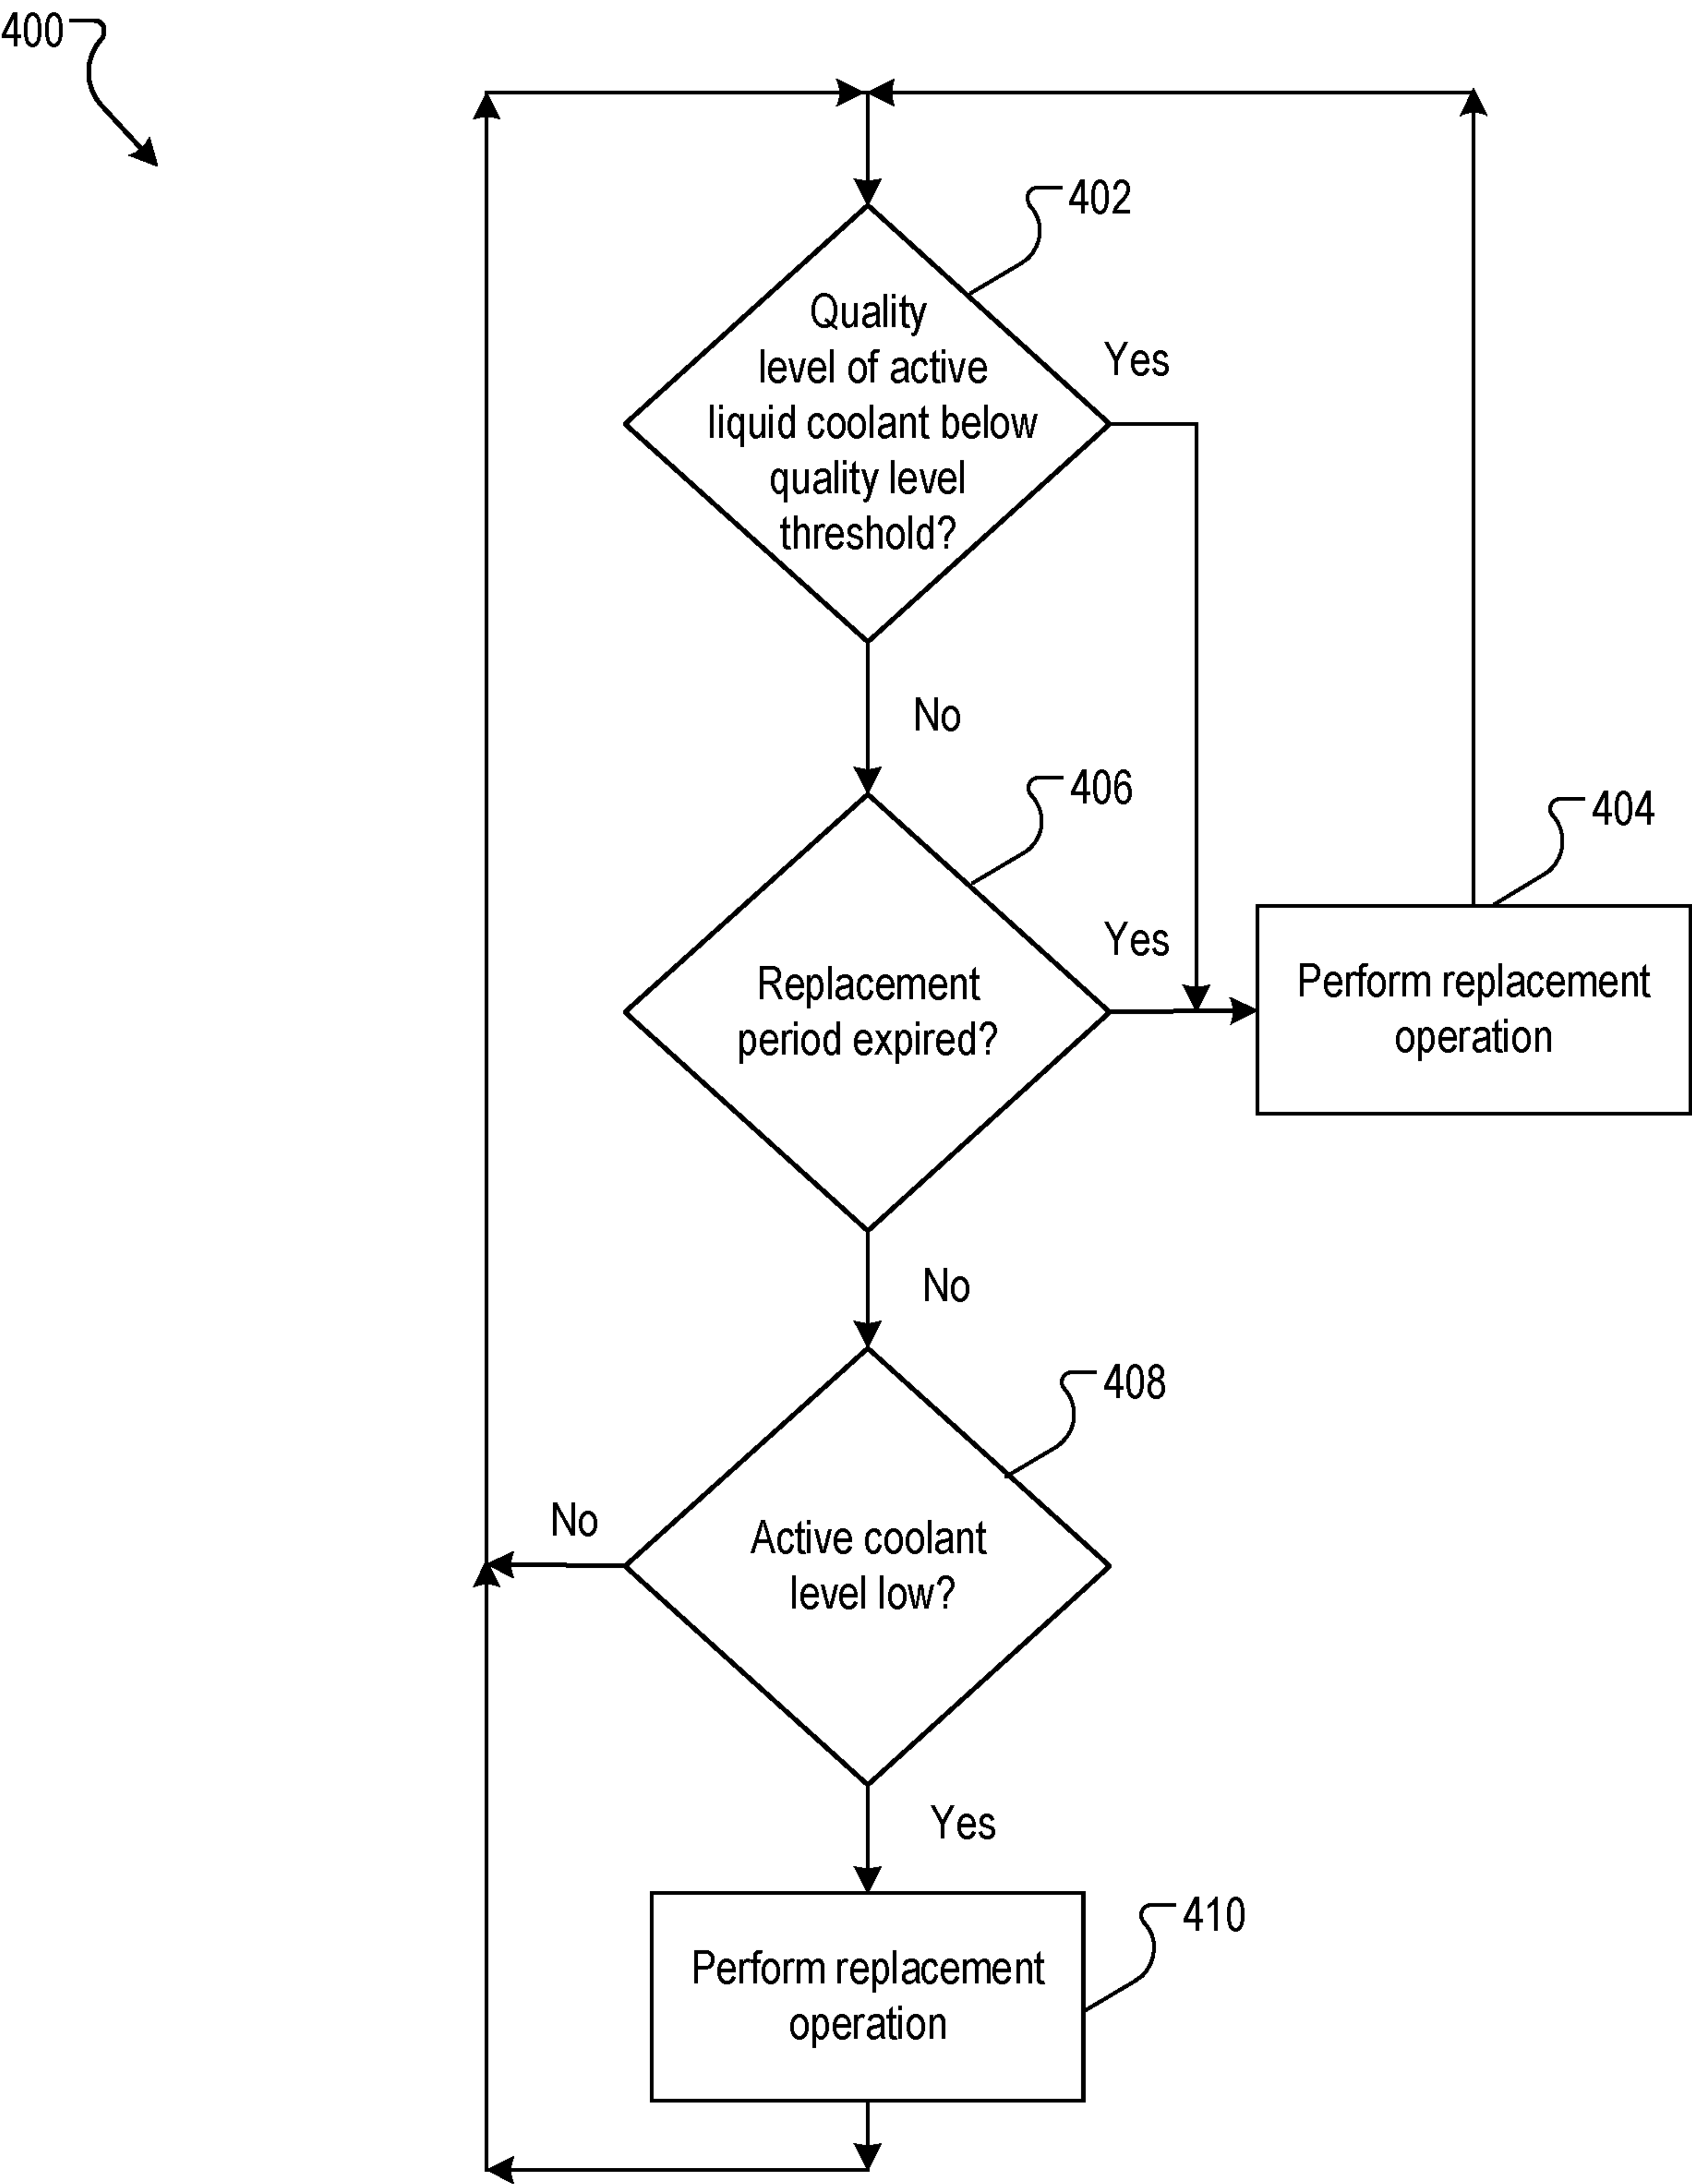 400
402
Quality
level of active
liquid coolant below
quality level
threshold?
Yes
No
406
404
Yes
Replacement
period expired?
Perform replacement
operation
No
408
No
Active coolant
level low?
Yes
410
Perform replacement
operation